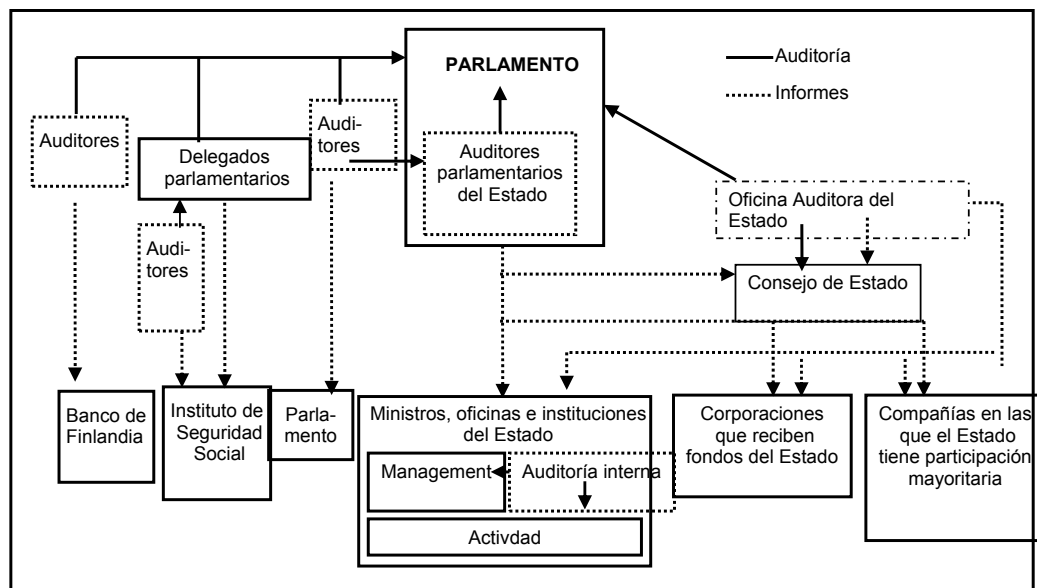 PARLAMENTO
Auditoría
Informes
Auditores
Delegados
parlamentarios
Audi-
tores
Auditores
parlamentarios
del Estado
Oficina Auditora del
Estado
Audi-
tores
Consejo de Estado
Banco de
Finlandia
Instituto de
Seguridad
Social
Parla-
mento
Ministros, oficinas e instituciones
del Estado
Management
Auditoría interna
Activdad
Corporaciones
que reciben
fondos del Estado
Compañías en las
que el Estado
tiene participación
mayoritaria